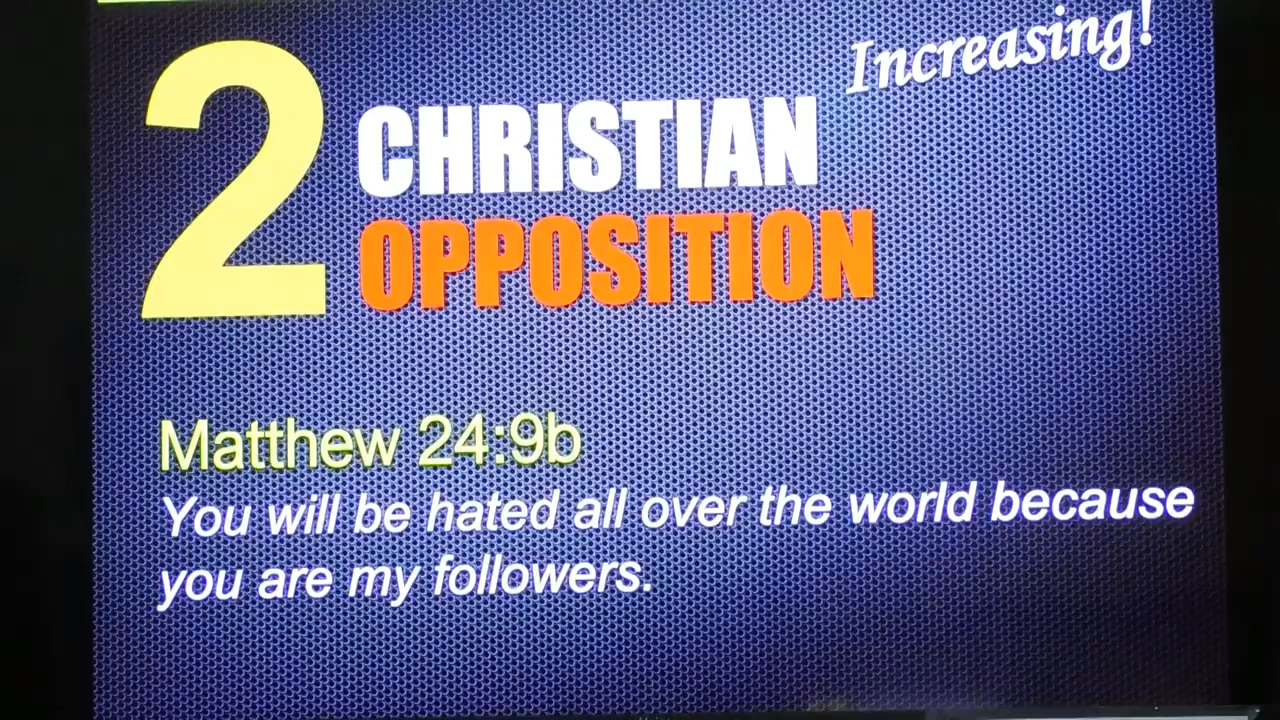 Increasing!
2
CHRISTIAN
OPPOSITION
Matthew 24:9b
You will be hated all over the world because
you are my followers.